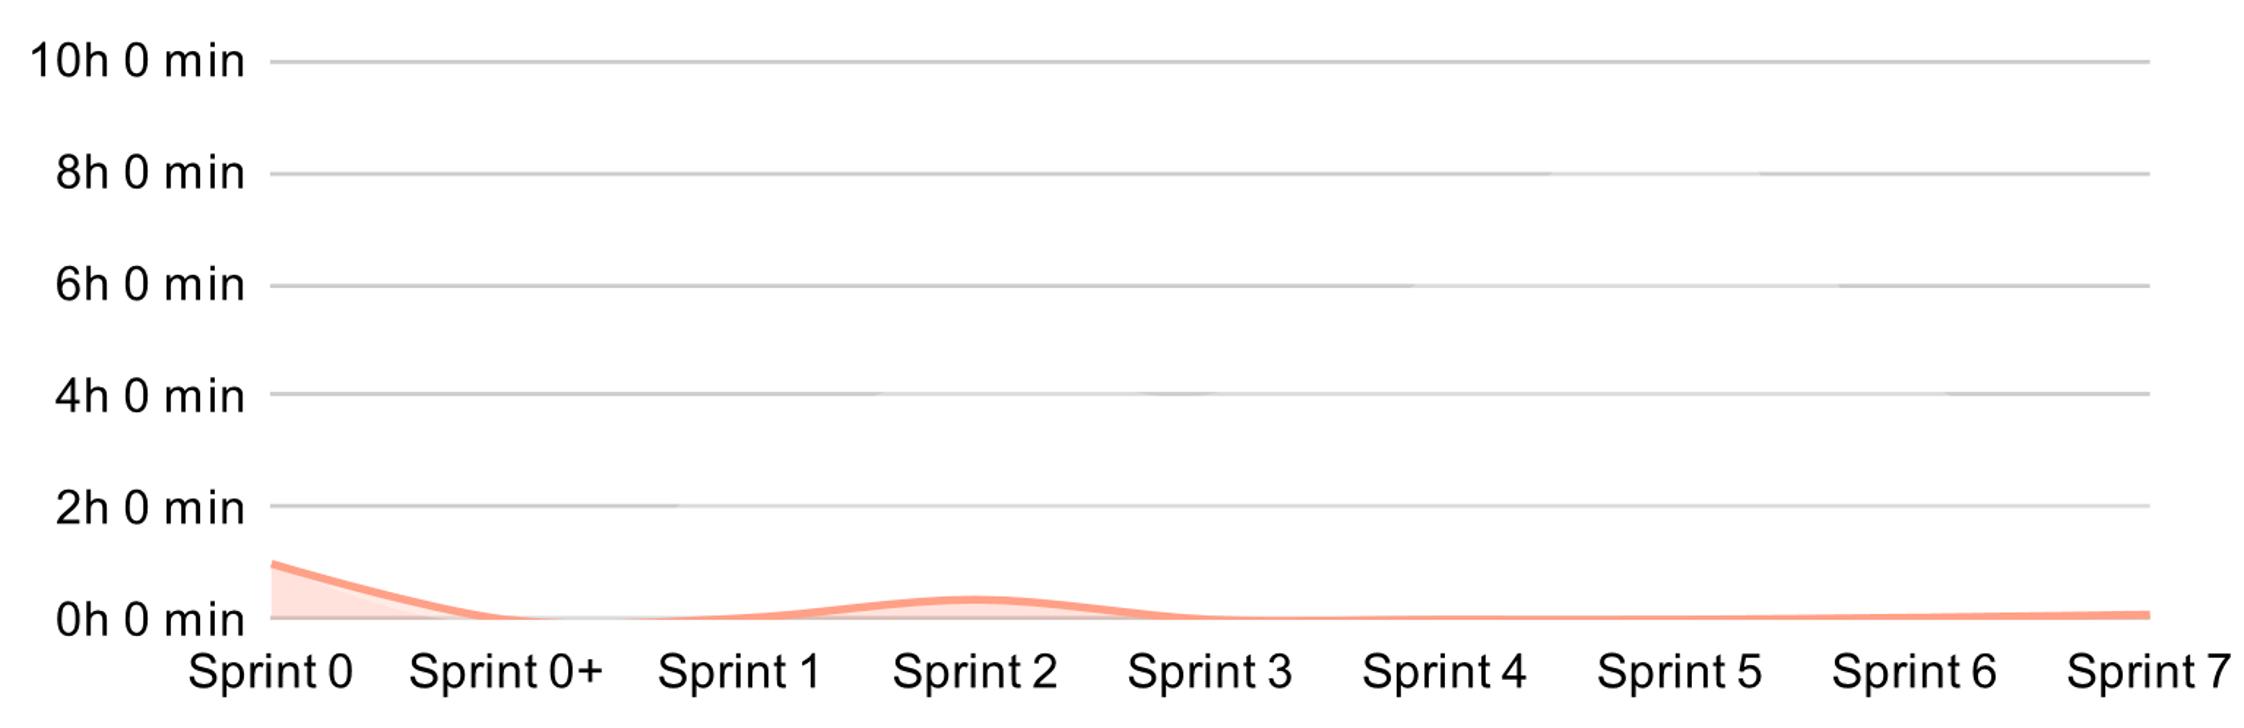 10h 0 min
8h 0 min
6h 0 min
4h 0 min
2h 0 min
0h 0 min
Sprint 0 Sprint 0+ Sprint 1 Sprint 2 Sprint 3 Sprint 4 Sprint 5 Sprint 6 Sprint 7